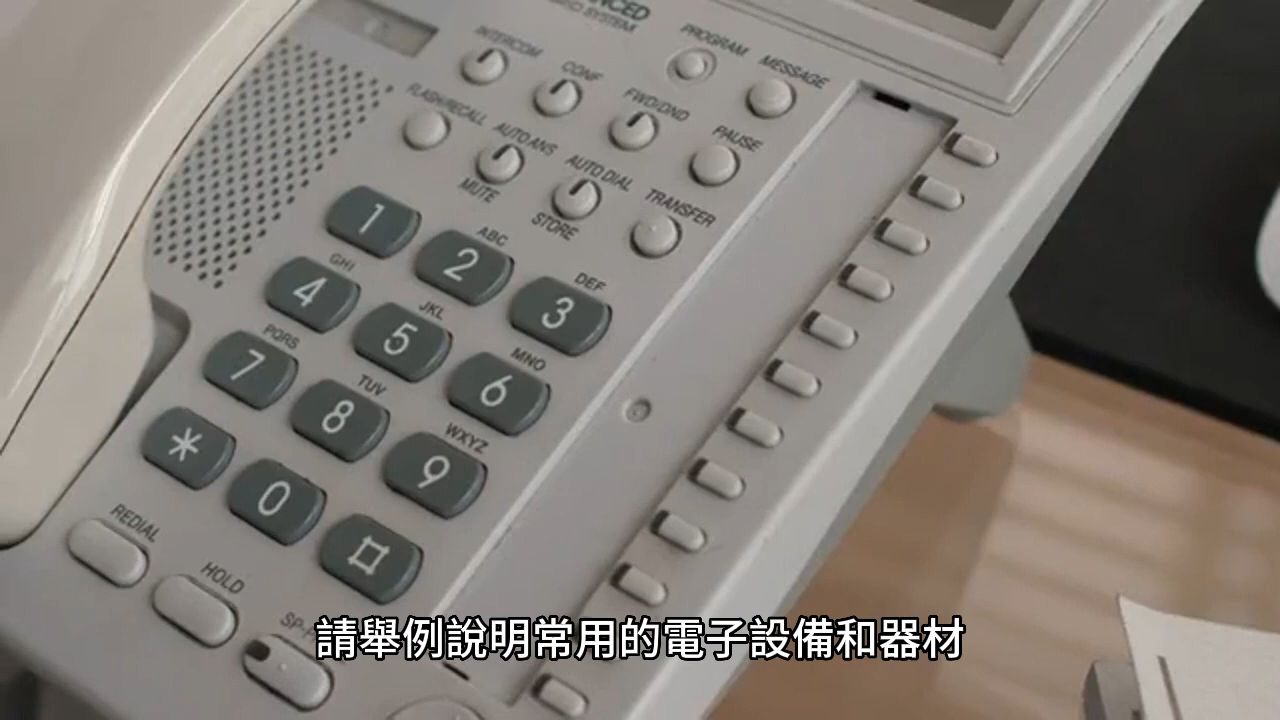 INTERCOM
CONF
PROGRAM
MESSAGE
FLASH/RECALL
AUTO ANS
FWD/DND
PAUSE
MUTE
AUTO DIAL
STORE
TRANSFER
1
ABC
2
DEF
3
GHI
4
JKL
5
MNO
6
PQRS
7
TUV
8
WXYZ
9
*
0
REDIAL
HOLD
請舉例說明常用的電子設備和器材